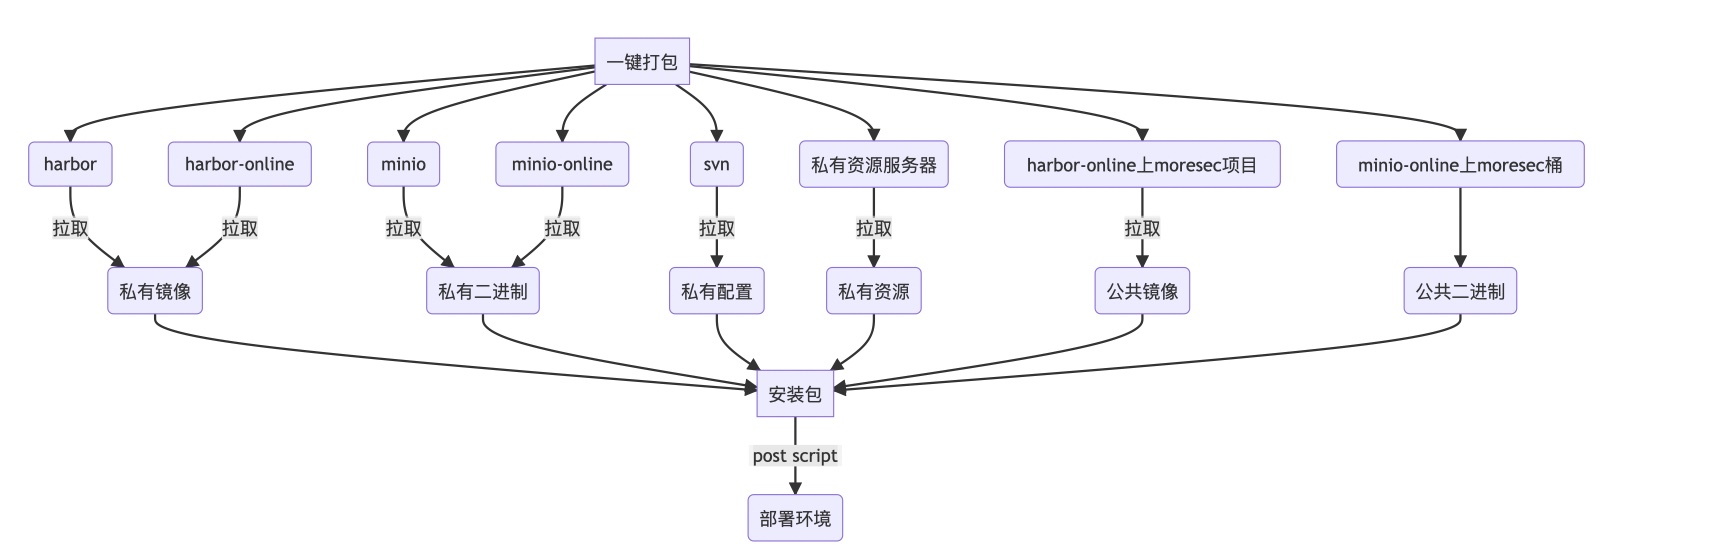 一键打包
harbor
harbor-online
minio
minio-online
svn
私有资源服务器
harbor-online上moresec项目
minio-online上moresec桶
拉取
拉取
拉取
拉取
拉取
拉取
拉取
私有镜像
私有二进制
私有配置
私有资源
公共镜像
公共二进制
安装包
post script
部署环境